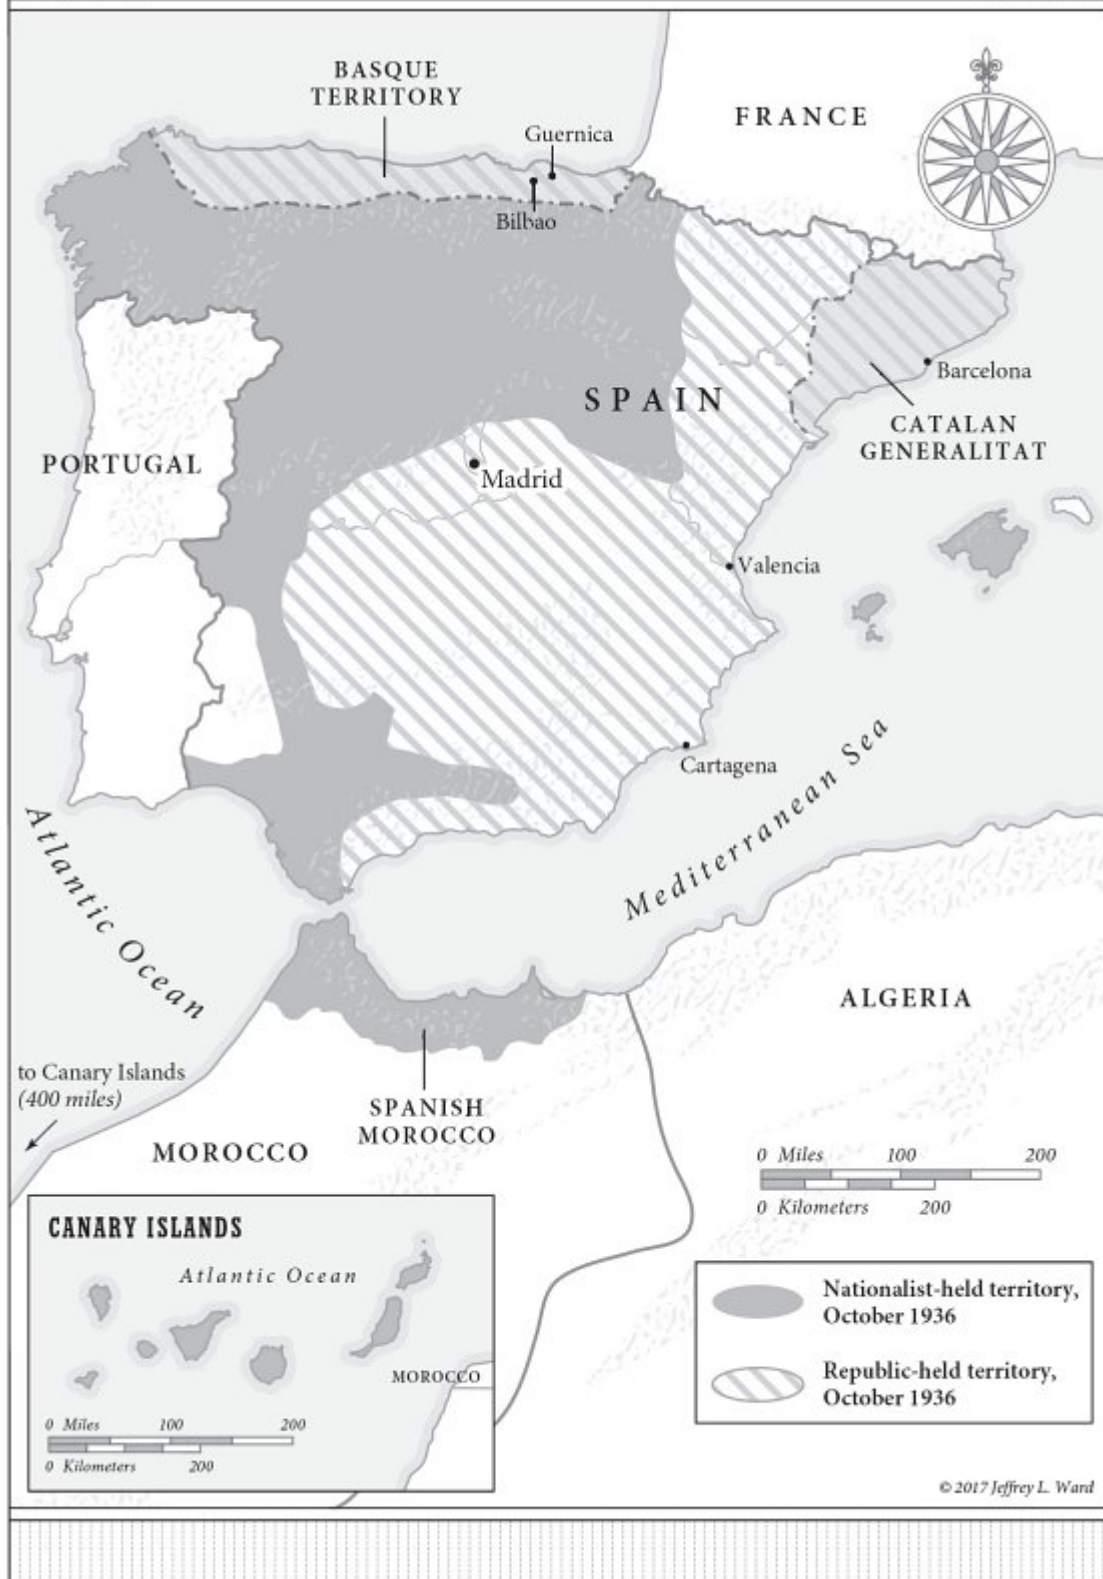 BASQUE
TERRITORY
Guernica
Bilbao
FRANCE
SPAIN
Barcelona
CATALAN
GENERALITAT
PORTUGAL
Madrid
Valencia
Cartagena
Mediterranean Sea
Atlantic Ocean
ALGERIA
to Canary Islands
(400 miles)
SPANISH
MOROCCO
MOROCCO
0 Miles 100 200
0 Kilometers 200
CANARY ISLANDS
Atlantic Ocean
MOROCCO
0 Miles 100 200
0 Kilometers 200
Nationalist-held territory,
October 1936
Republic-held territory,
October 1936
© 2017 Jeffrey L. Ward